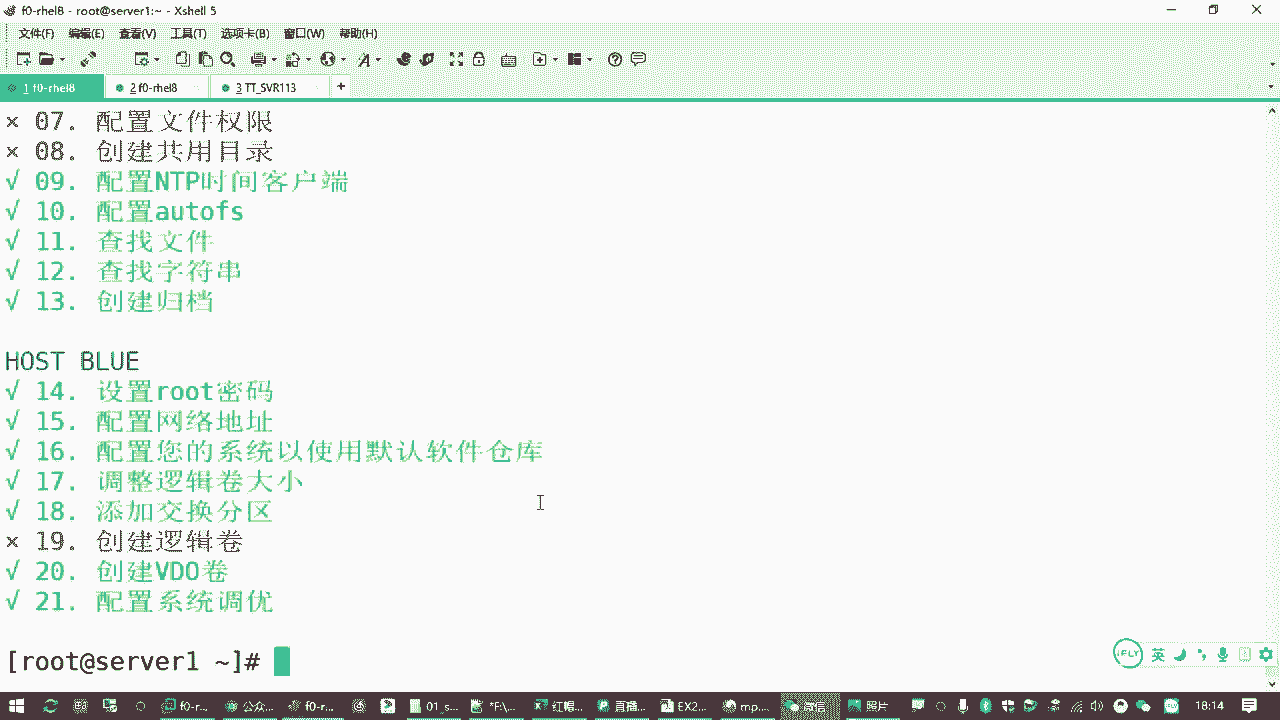 f0-rhel8 - root@server1:~ - Xshell 5
文件(F) 编辑(E) 查看(V) 工具(T) 选项卡(B) 窗口(W) 帮助(H)
1 f0-rhel8 2 f0-rhel8 3 TT_SVR113 +
× 07. 配置文件权限
× 08. 创建共用目录
√ 09. 配置NTP时间客户端
√ 10. 配置autofs
√ 11. 查找文件
√ 12. 查找字符串
√ 13. 创建归档
HOST BLUE
√ 14. 设置root密码
√ 15. 配置网络地址
√ 16. 配置您的系统以使用默认软件仓库
√ 17. 调整逻辑卷大小
√ 18. 添加交换分区
× 19. 创建逻辑卷
√ 20. 创建VDO卷
√ 21. 配置系统调优
[root@server1 ~]#
iFLY 英
f0-r... 公众... f0-r... 01_s... "F:\... 红帽... EX2... mp.... 照片 18:14